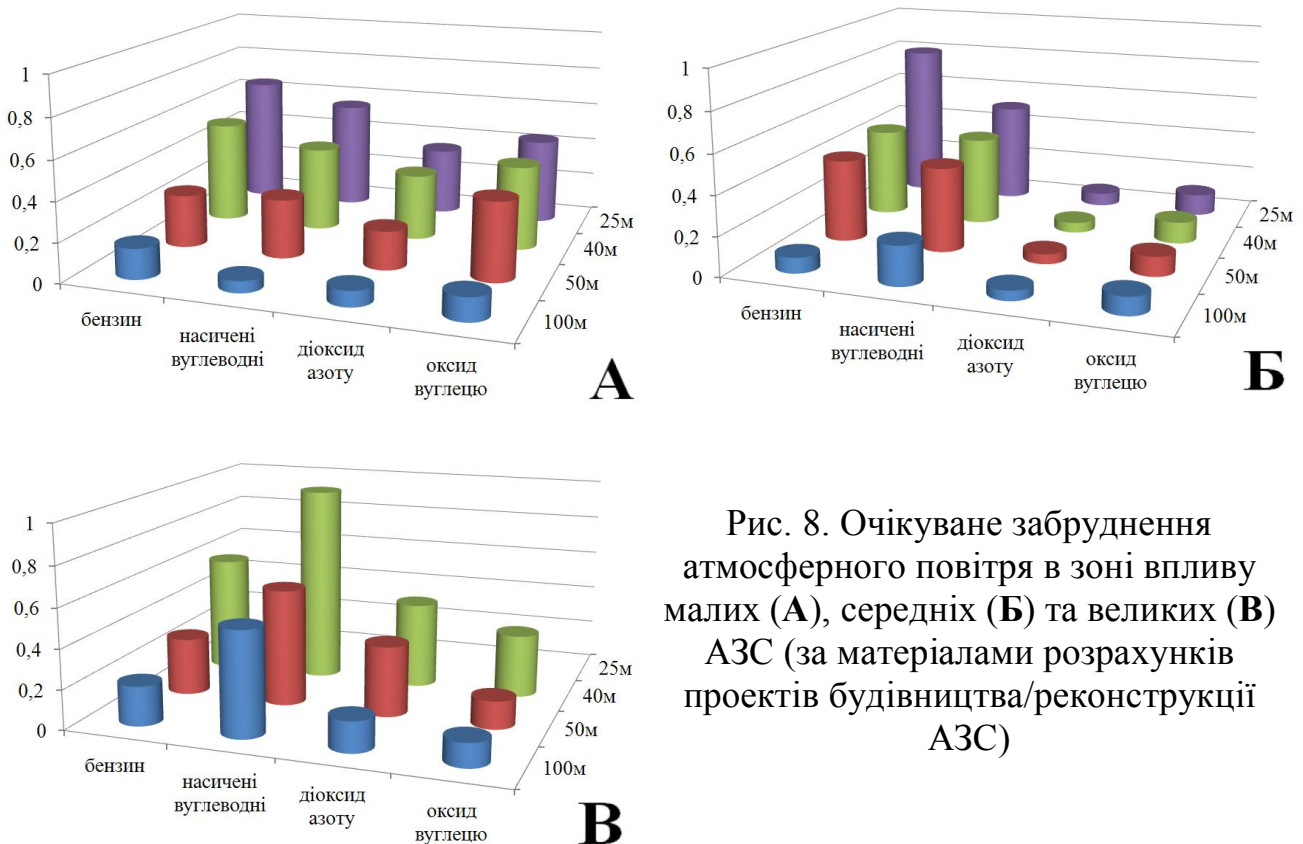 1
0,8
0,6
0,4
0,2
0
бензин
насичені
вуглеводні
діоксид
азоту
оксид
вуглецю
25м
40м
50м
100м
А
1
0,8
0,6
0,4
0,2
0
бензин
насичені
вуглеводні
діоксид
азоту
оксид
вуглецю
25м
40м
50м
100м
Б
1
0,8
0,6
0,4
0,2
0
бензин
насичені
вуглеводні
діоксид
азоту
оксид
вуглецю
25м
40м
50м
100м
В
Рис. 8. Очікуване забруднення
атмосферного повітря в зоні впливу
малих (А), середніх (Б) та великих (В)
АЗС (за матеріалами розрахунків
проектів будівництва/реконструкції
АЗС)